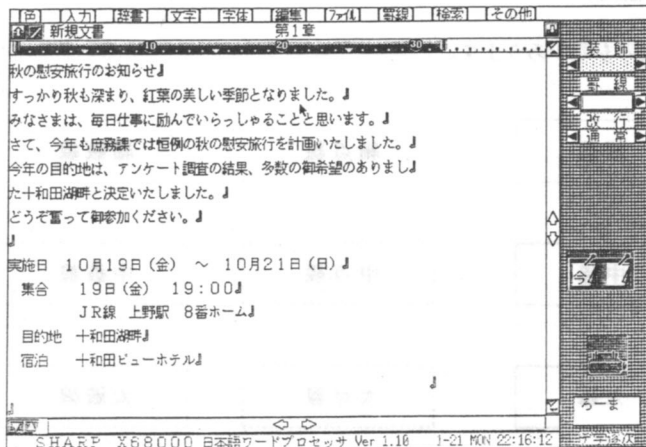 [色] [入力] [辞書] [文字] [字体] [編集] [ファイル] [罫線] [検索] [その他]
新規文書 第1章
10 20 30
秋の慰安旅行のお知らせ
すっかり秋も深まり、紅葉の美しい季節となりました。
みなさまは、毎日仕事に励んでいらっしゃることと思います。
さて、今年も庶務課では恒例の秋の慰安旅行を計画いたしました。
今年の目的地は、アンケート調査の結果、多数の御希望のありまし
た十和田湖畔と決定いたしました。
どうぞ奮って御参加ください。
実施日 10月19日(金) ~ 10月21日(日)
集合 19日(金) 19:00
JR線 上野駅 8番ホーム
目的地 十和田湖畔
宿泊 十和田ビューホテル
装飾
罫線
改行
通常
ろーま
SHARP X68000 日本語ワードプロセッサ Ver 1.10 1-21 MON 22:16:12